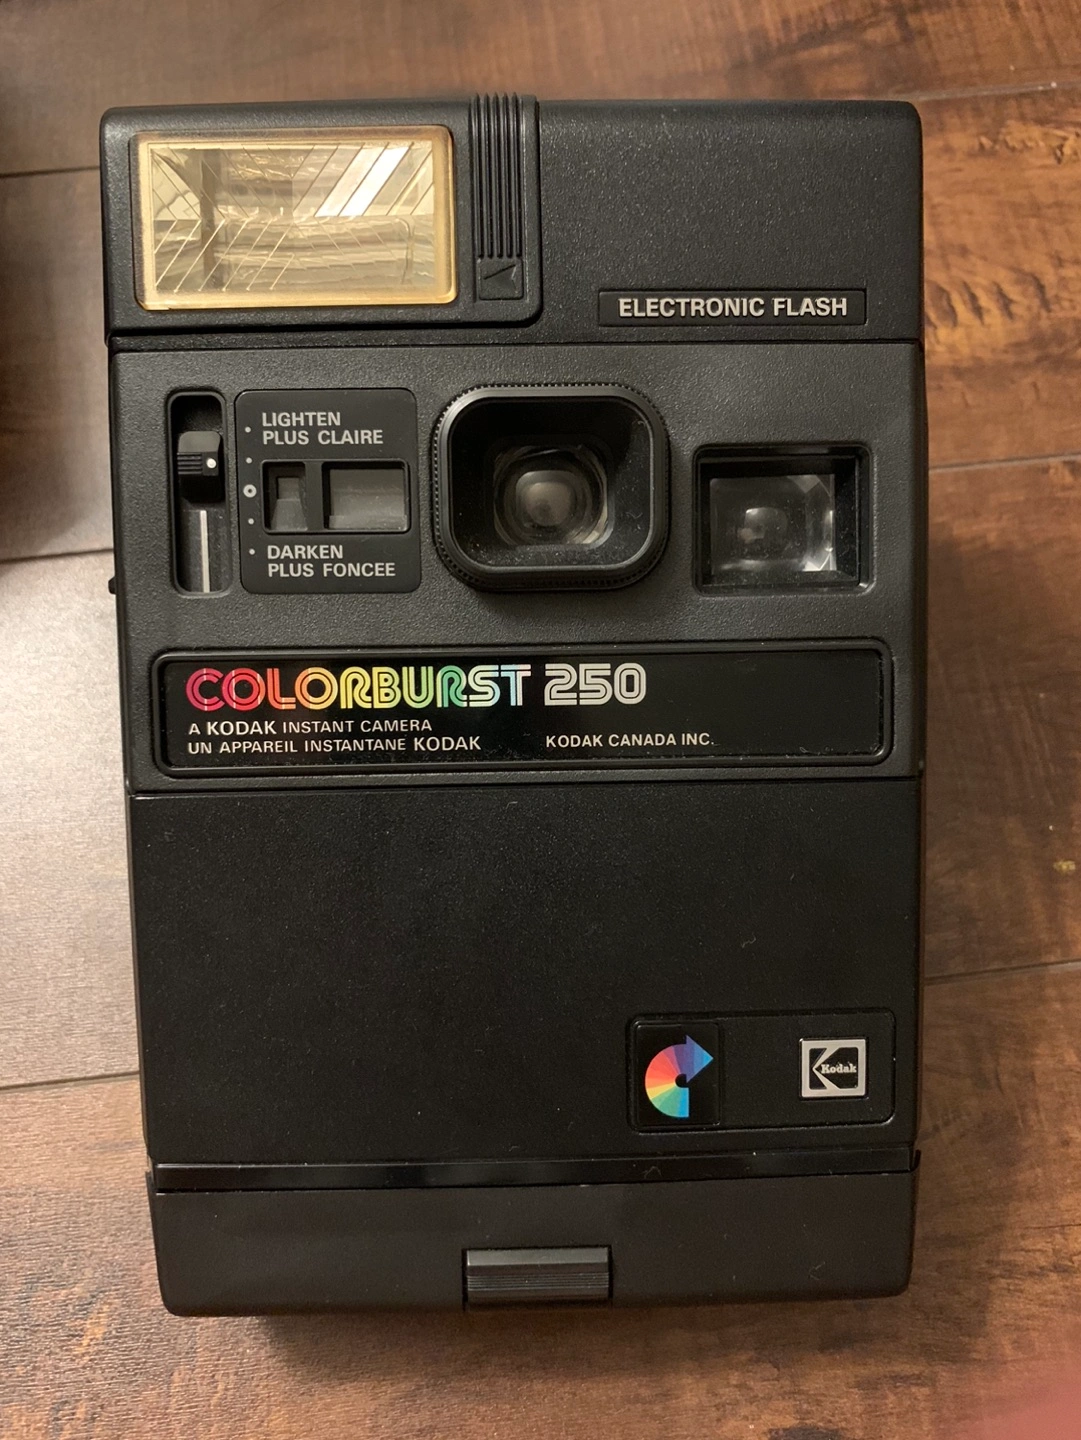 ELECTRONIC FLASH
LIGHTEN
PLUS CLAIRE
DARKEN
PLUS FONCEE
COLORBURST 250
A KODAK INSTANT CAMERA
UN APPAREIL INSTANTANE KODAK
KODAK CANADA INC.
Kodak